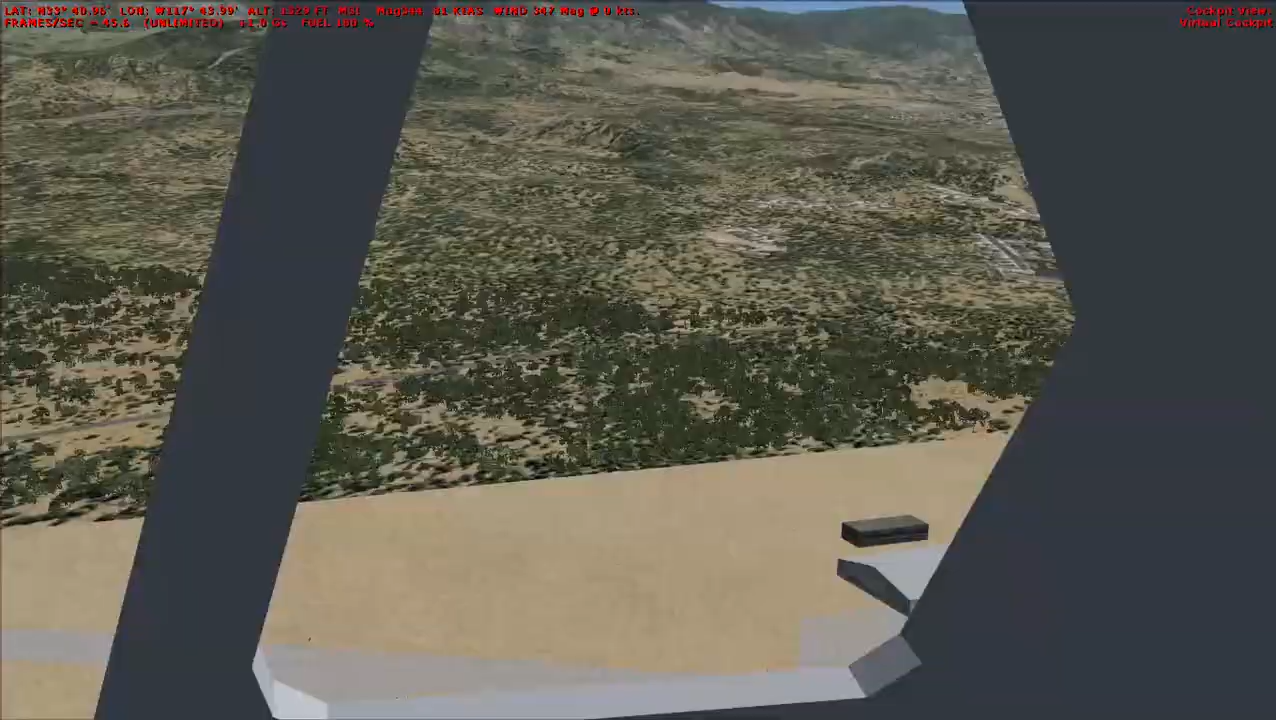 LAT: N33° 40.96' LON: W117° 43.99' ALT: 1329 FT MSL Mag344 81 KIAS WIND 347 Mag @ 0 kts.
Cockpit View:
FRAMES/SEC = 45.6 (UNLIMITED) FUEL 100 %
Virtual Cockpit